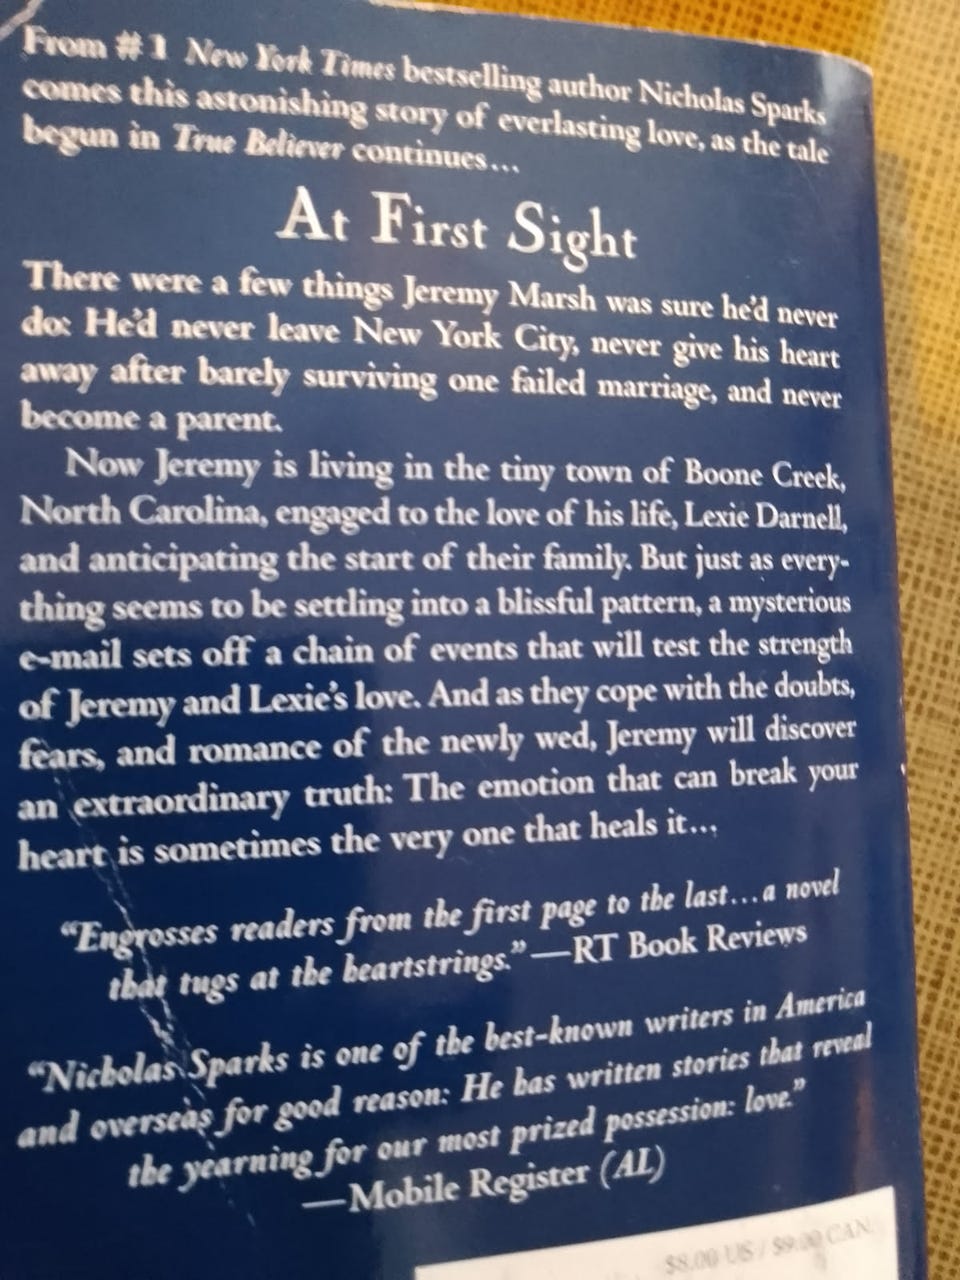 From #1 New York Times bestselling author Nicholas Sparks
comes this astonishing story of everlasting love, as the tale
begun in True Believer continues...
At First Sight
There were a few things Jeremy Marsh was sure he'd never
do: He'd never leave New York City, never give his heart
away after barely surviving one failed marriage, and never
become a parent.
Now Jeremy is living in the tiny town of Boone Creek,
North Carolina, engaged to the love of his life, Lexie Darnell,
and anticipating the start of their family. But just as every-
thing seems to be settling into a blissful pattern, a mysterious
e-mail sets off a chain of events that will test the strength
of Jeremy and Lexie's love. And as they cope with the doubts,
fears, and romance of the newly wed, Jeremy will discover
an extraordinary truth: The emotion that can break your
heart is sometimes the very one that heals it...
"Engrosses readers from the first page to the last...a novel
that tugs at the heartstrings."—RT Book Reviews
"Nicholas Sparks is one of the best-known writers in America
and overseas for good reason: He has written stories that reveal
the yearning for our most prized possession: love."
—Mobile Register (AL)
$8.00 US / $9.00 CAN.